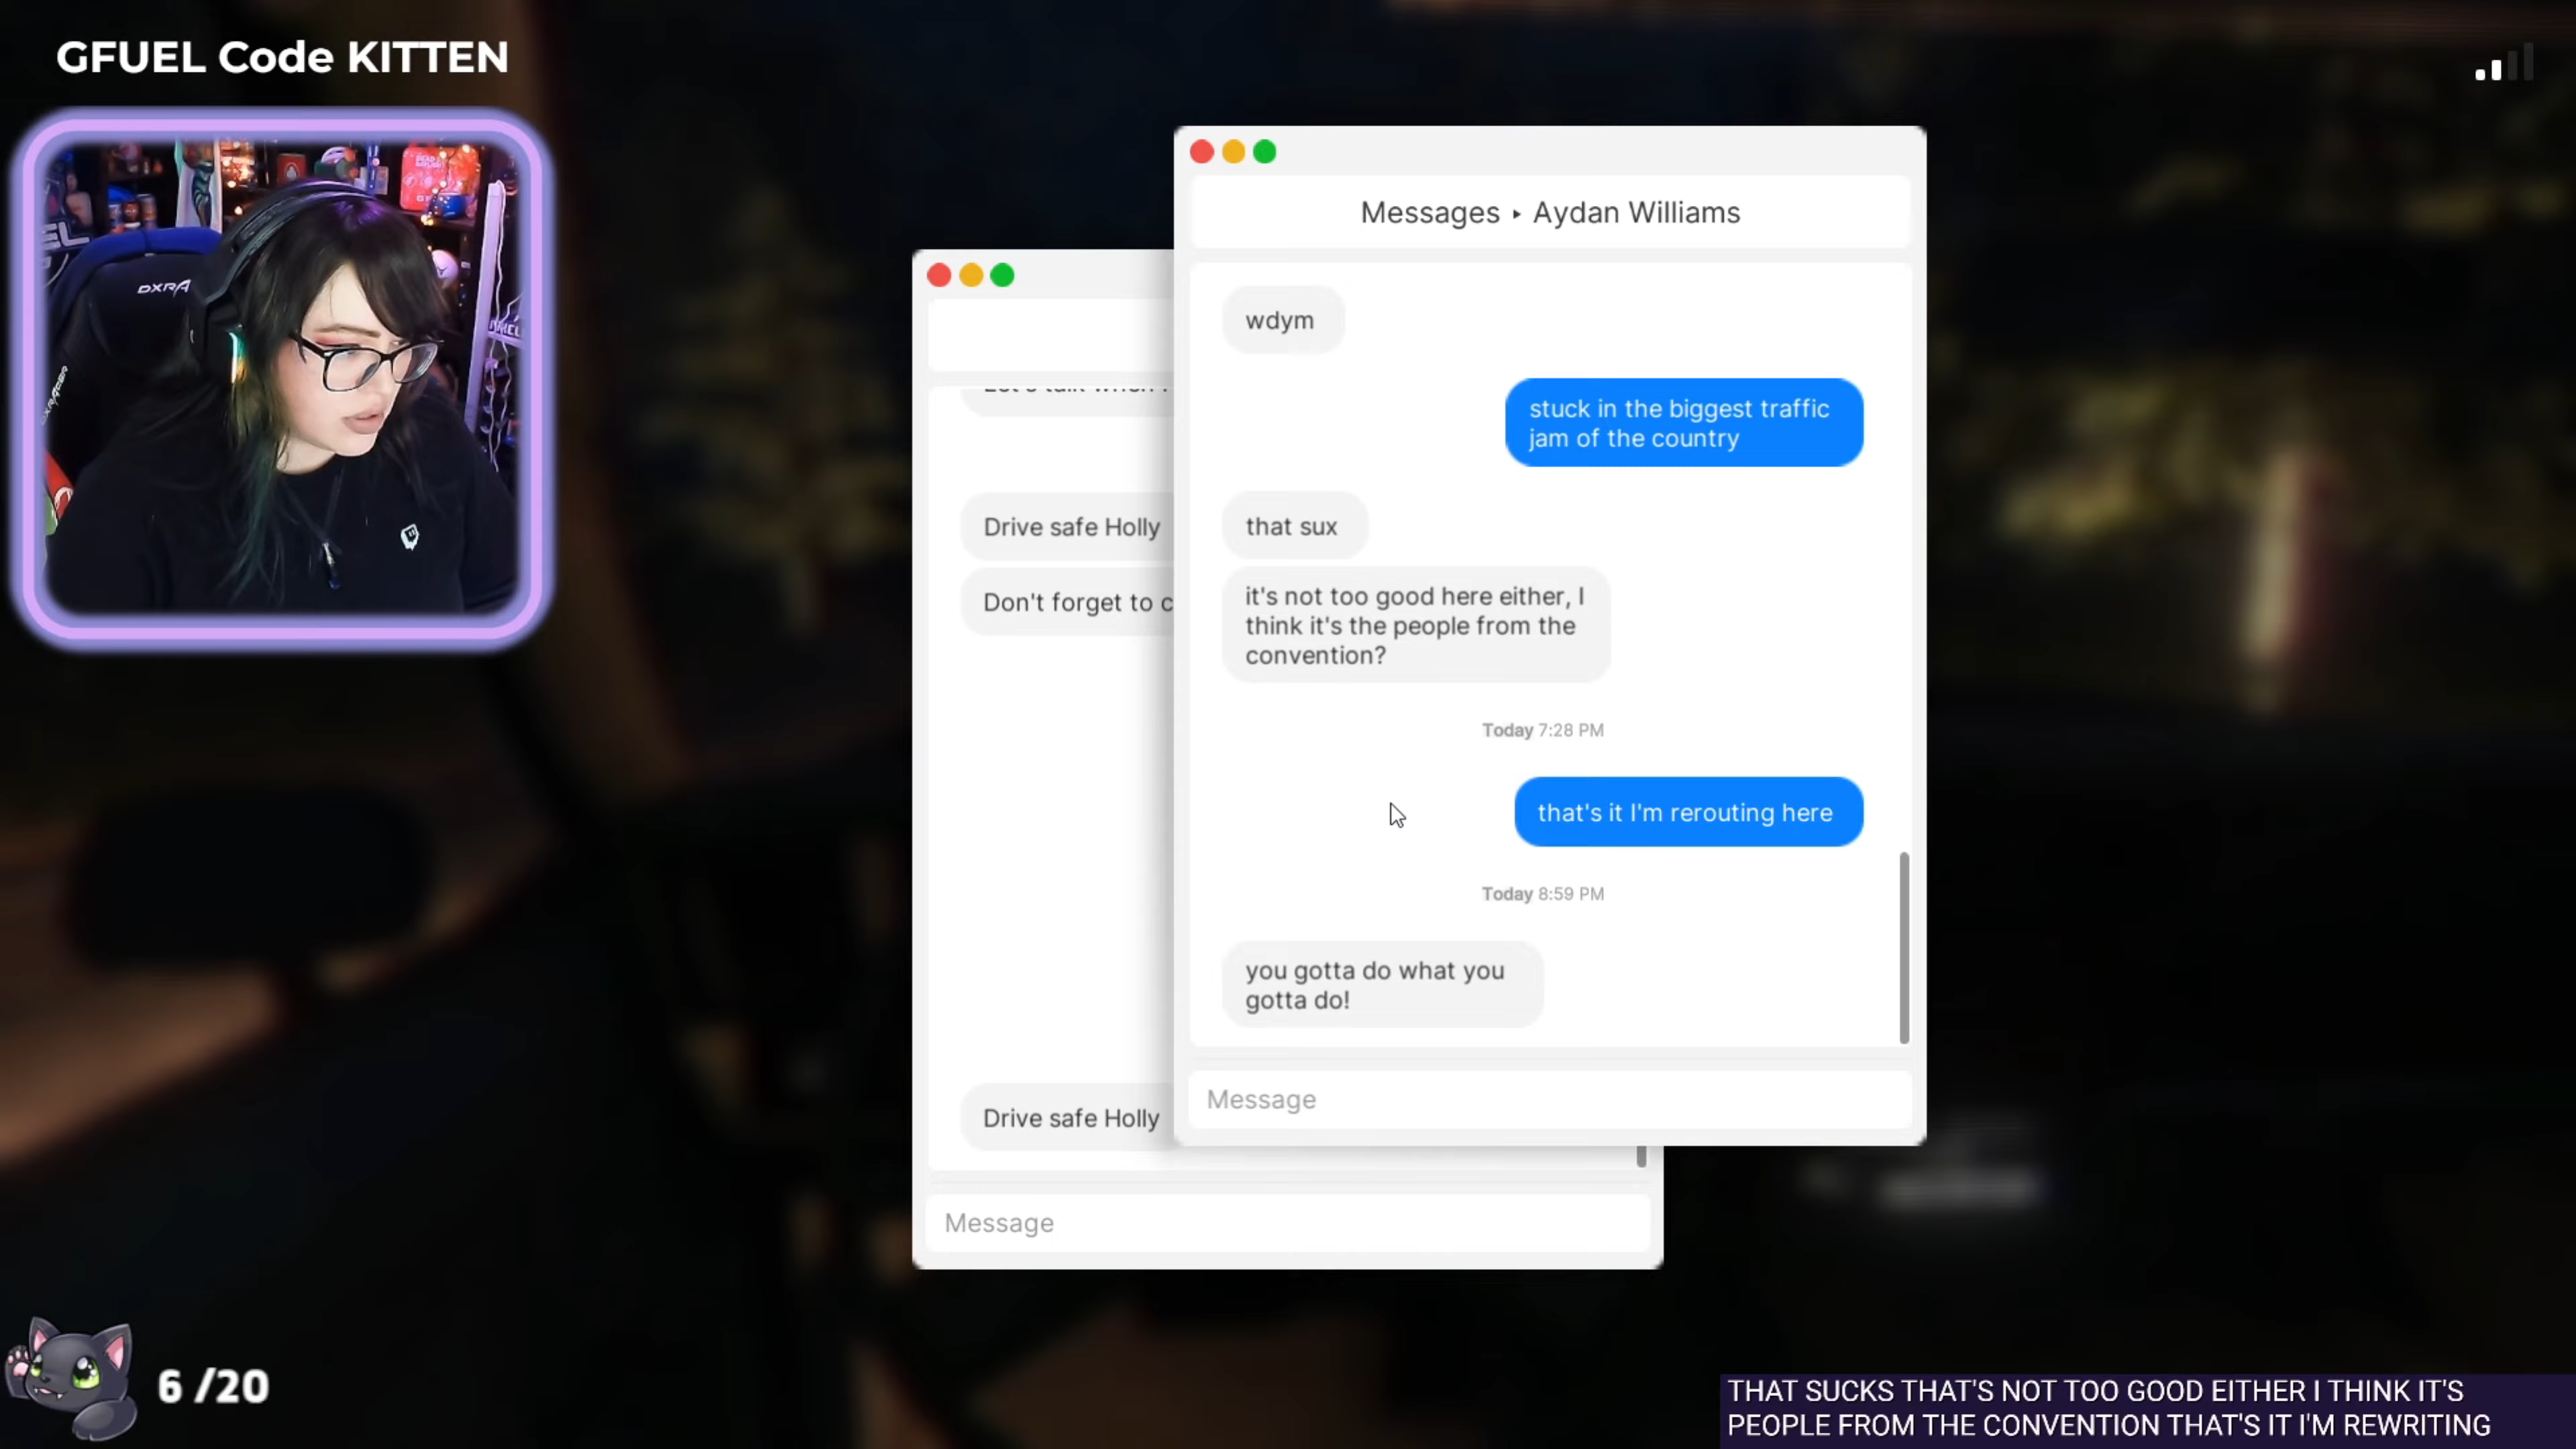 GFUEL Code KITTEN
DXRA
Messages ▸ Aydan Williams
wdym
stuck in the biggest traffic
jam of the country
that sux
it's not too good here either, I
think it's the people from the
convention?
Today 7:28 PM
that's it I'm rerouting here
Today 8:59 PM
you gotta do what you
gotta do!
Message
Drive safe Holly
Don't forget to c
Drive safe Holly
Message
6 /20
THAT SUCKS THAT'S NOT TOO GOOD EITHER I THINK IT'S
PEOPLE FROM THE CONVENTION THAT'S IT I'M REWRITING